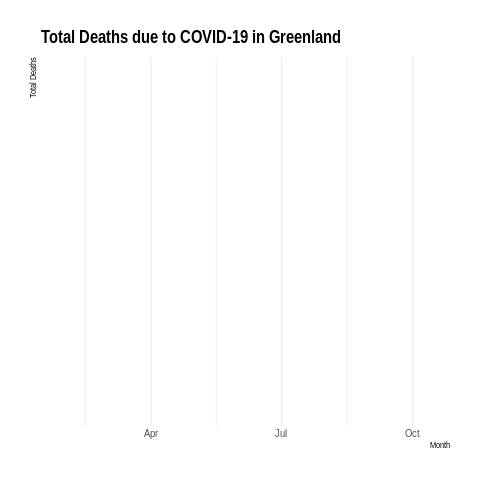 Total Deaths due to COVID-19 in Greenland
Total Deaths
Apr Jul Oct
Month